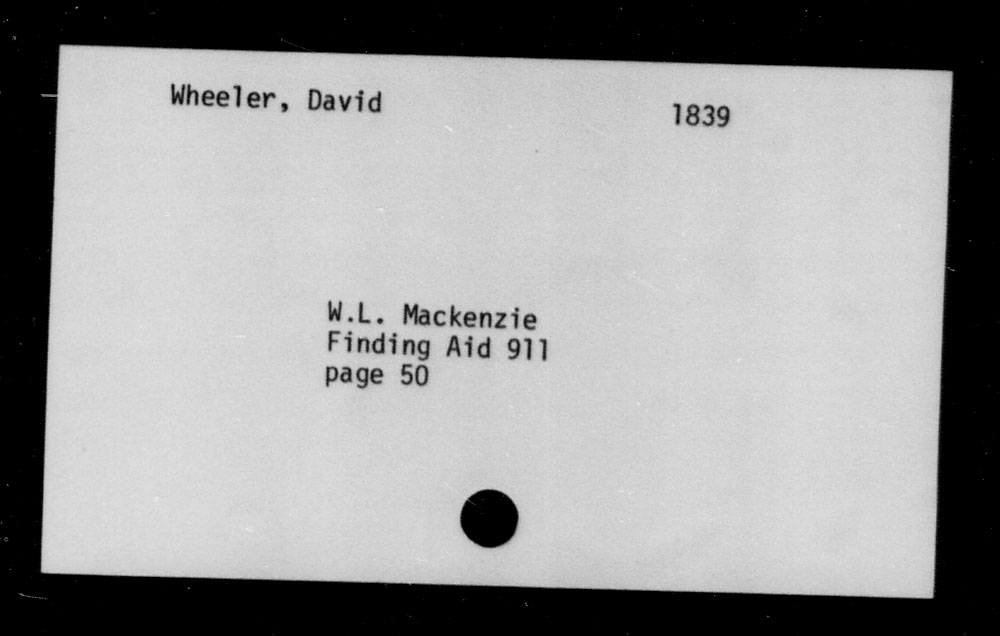 Wheeler, David 1839
W.L. Mackenzie
Finding Aid 911
page 50